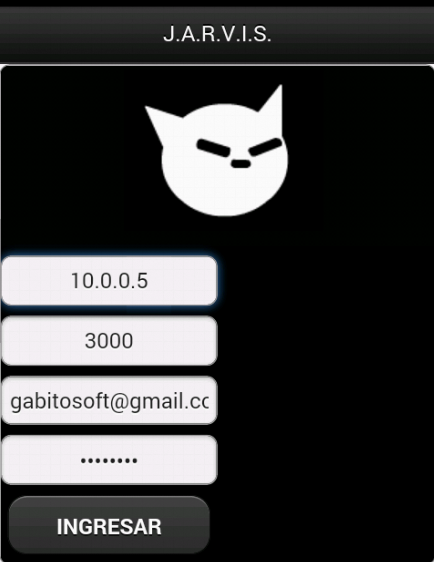 J.A.R.V.I.S.
10.0.0.5
3000
gabitosoft@gmail.cc
••••••••
INGRESAR